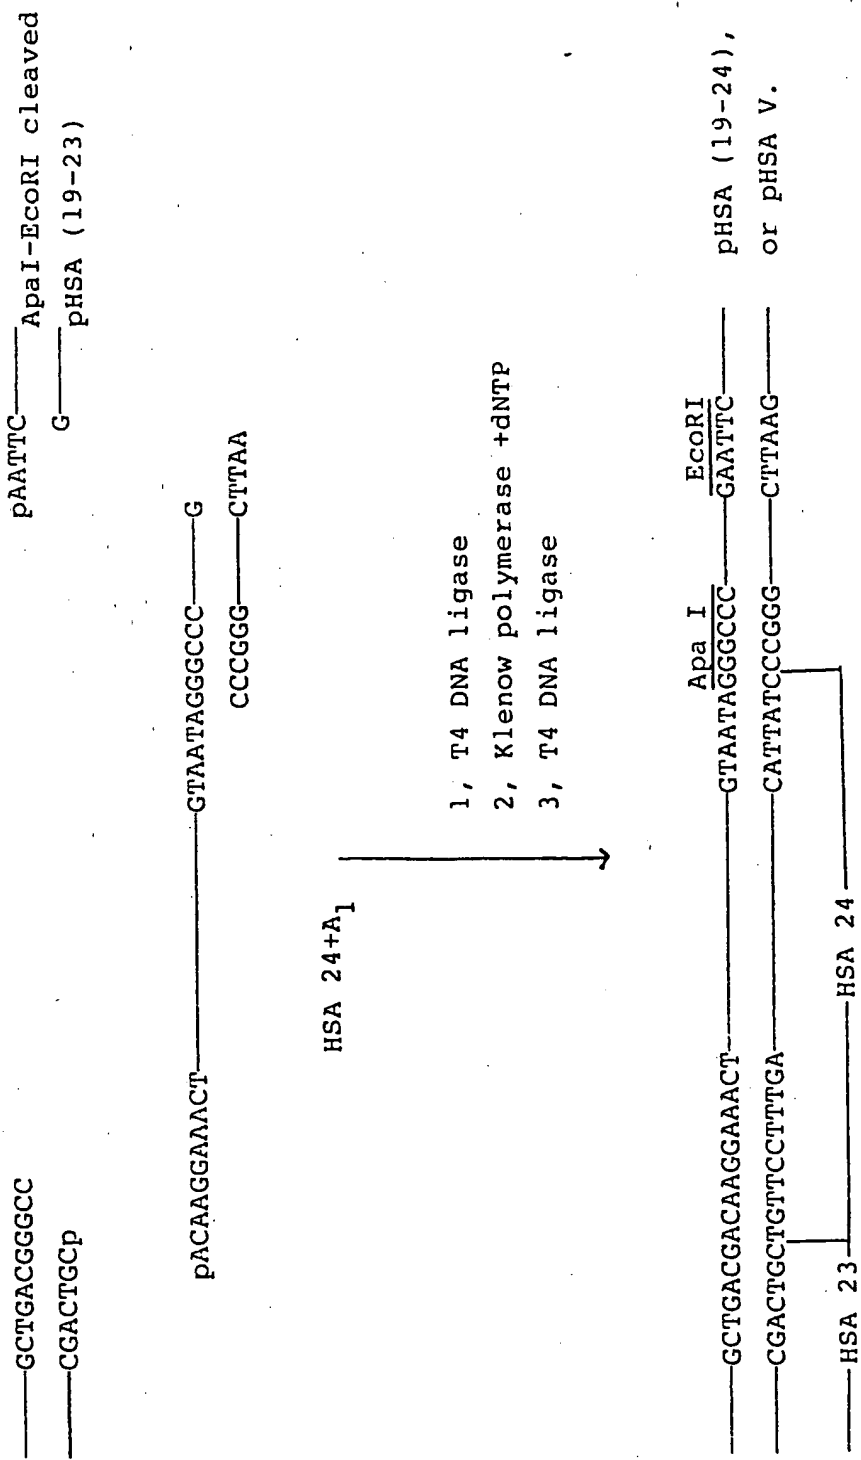 ——GCTGACGGGCC
——CGACTGCp
pAATTC——
G——
ApaI-EcoRI cleaved
pHSA (19-23)
pACAAGGAAACT————GTAATAGGGCCC——G
CCCGGG——CTTAA
HSA 24+A1
1, T4 DNA ligase
2, Klenow polymerase +dNTP
3, T4 DNA ligase
Apa I EcoRI
——GCTGACGACAAGGAAACT————GTAATAGGGCCC——GAATTC——
——CGACTGCTGTTCCTTTGA————CATTATCCCGGG——CTTAAG——
pHSA (19-24),
or pHSA V.
——HSA 23————HSA 24——